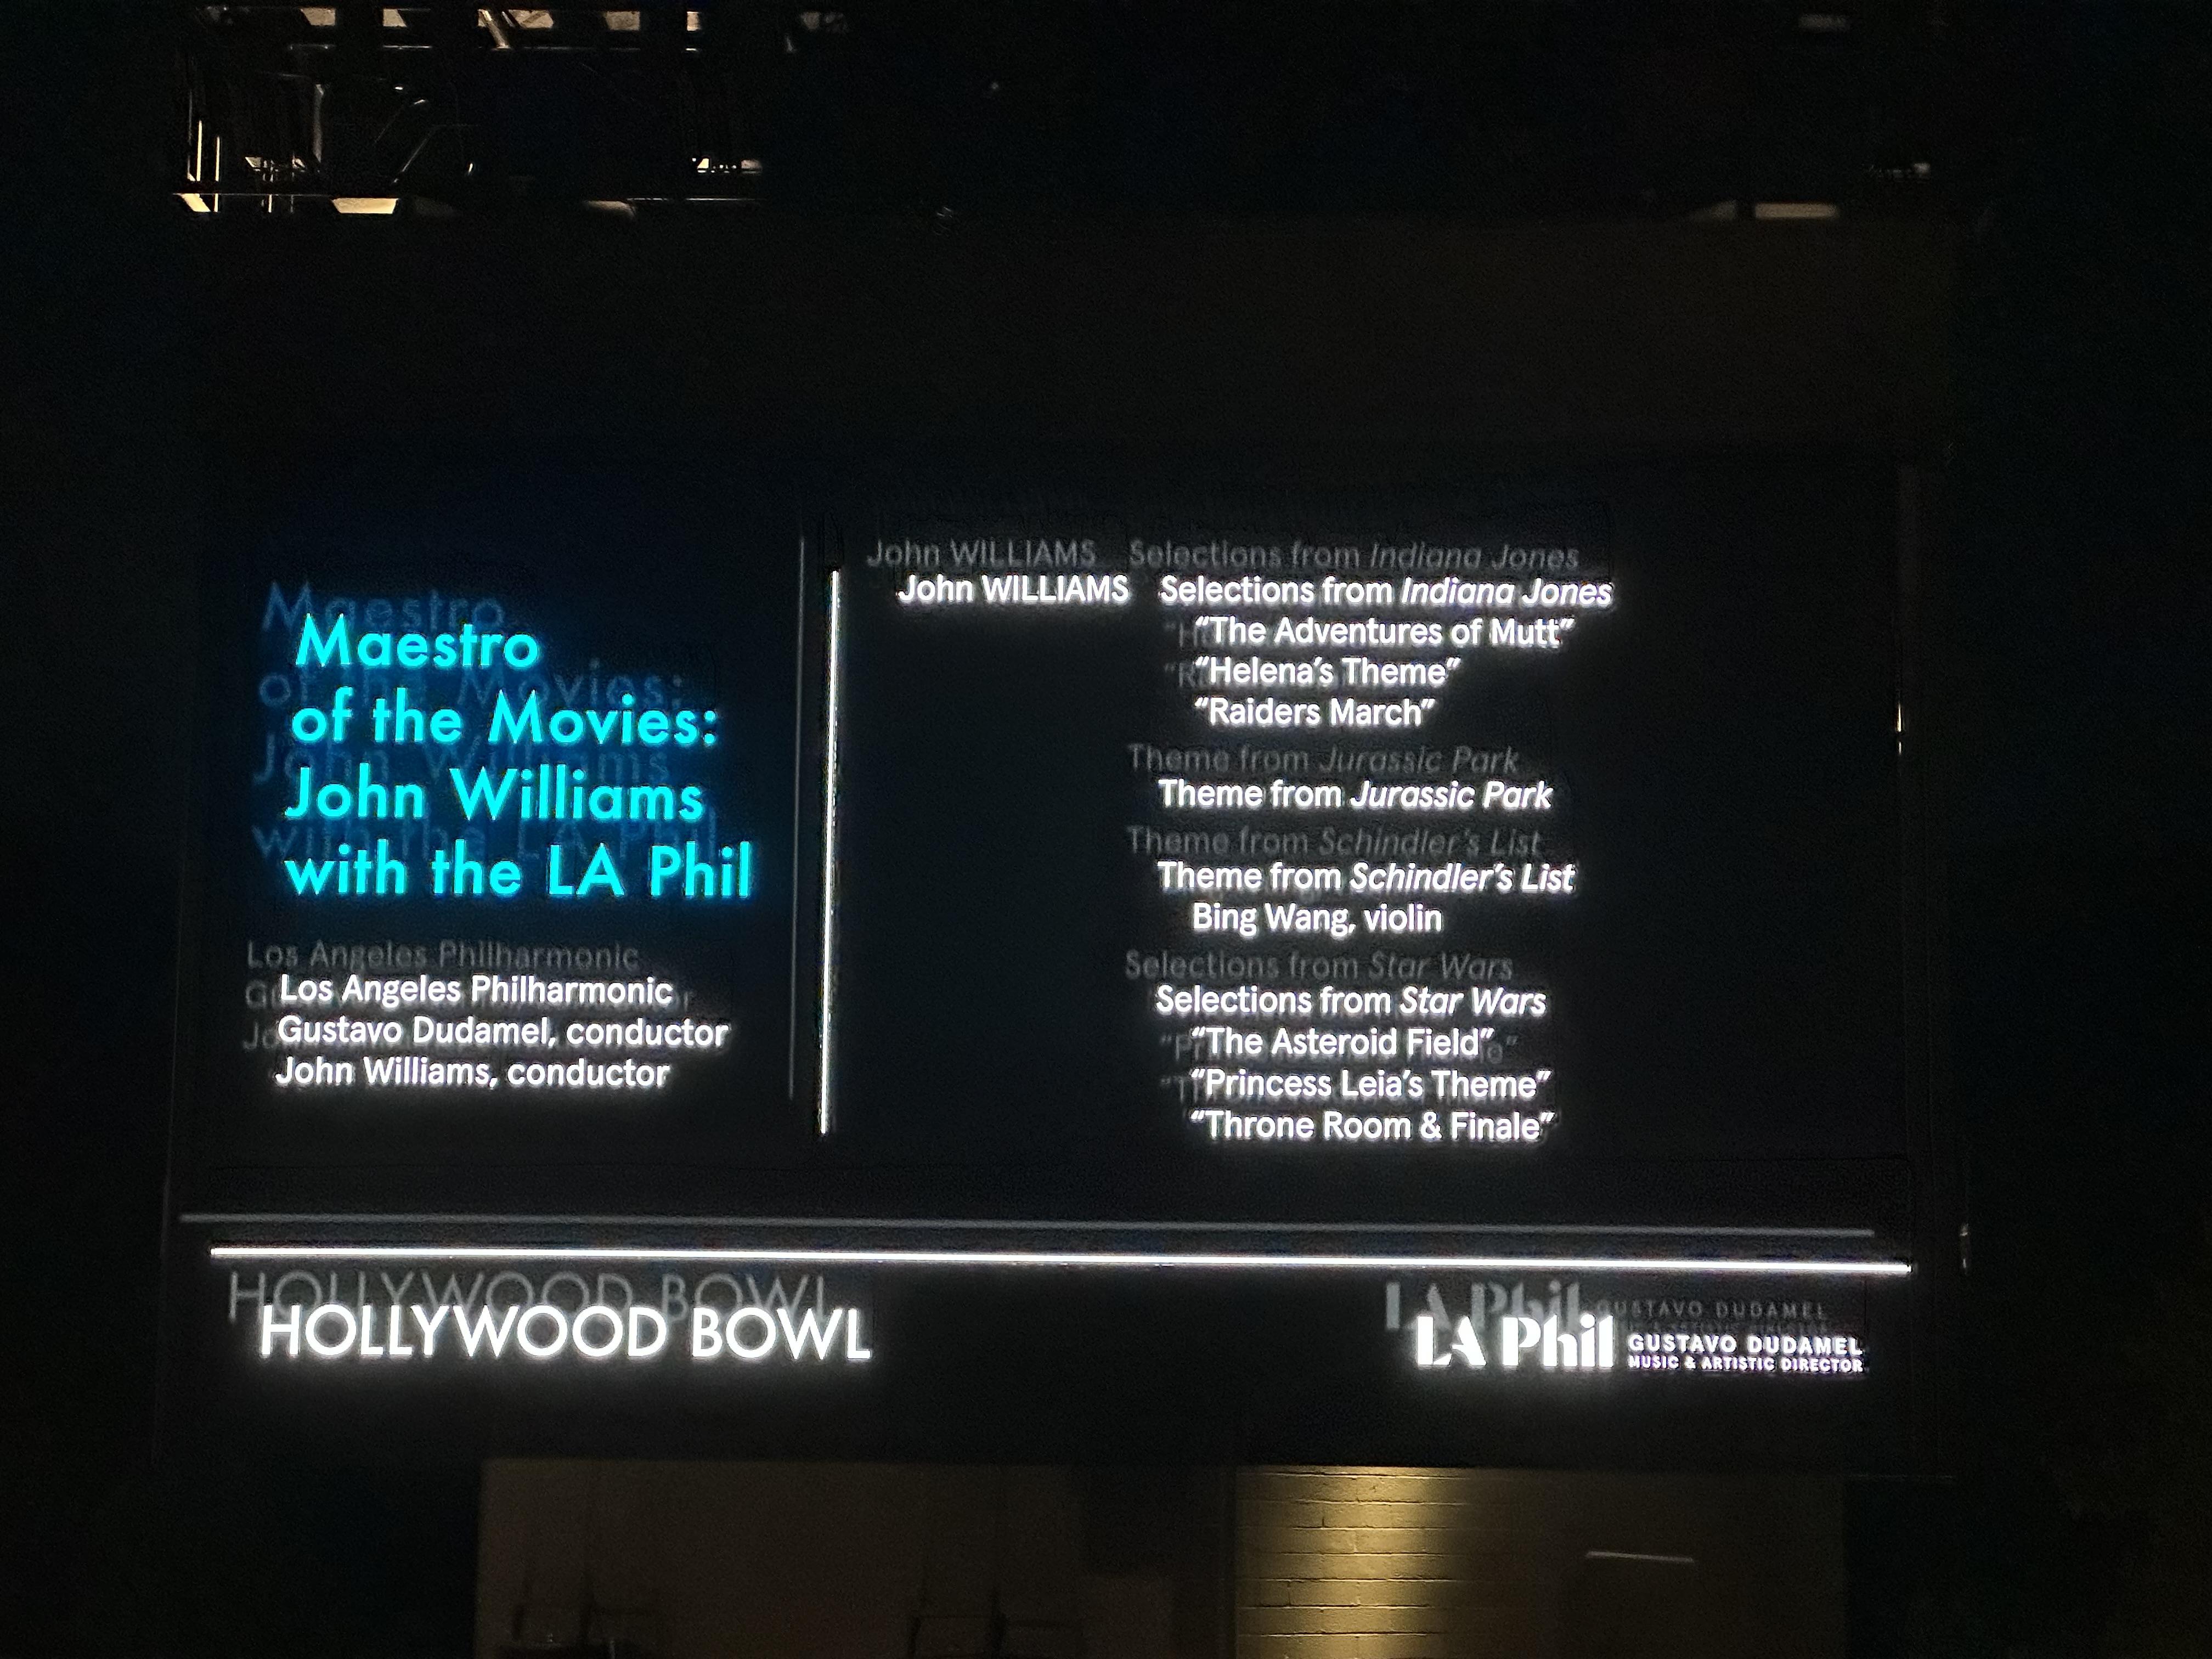 Maestro
of the Movies:
John Williams
with the LA Phil
Los Angeles Philharmonic
Gustavo Dudamel, conductor
John Williams, conductor
John WILLIAMS Selections from Indiana Jones
“The Adventures of Mutt”
“Helena’s Theme”
“Raiders March”
Theme from Jurassic Park
Theme from Schindler’s List
Bing Wang, violin
Selections from Star Wars
“The Asteroid Field”
“Princess Leia’s Theme”
“Throne Room & Finale”
HOLLYWOOD BOWL
LA Phil GUSTAVO DUDAMEL
MUSIC & ARTISTIC DIRECTOR